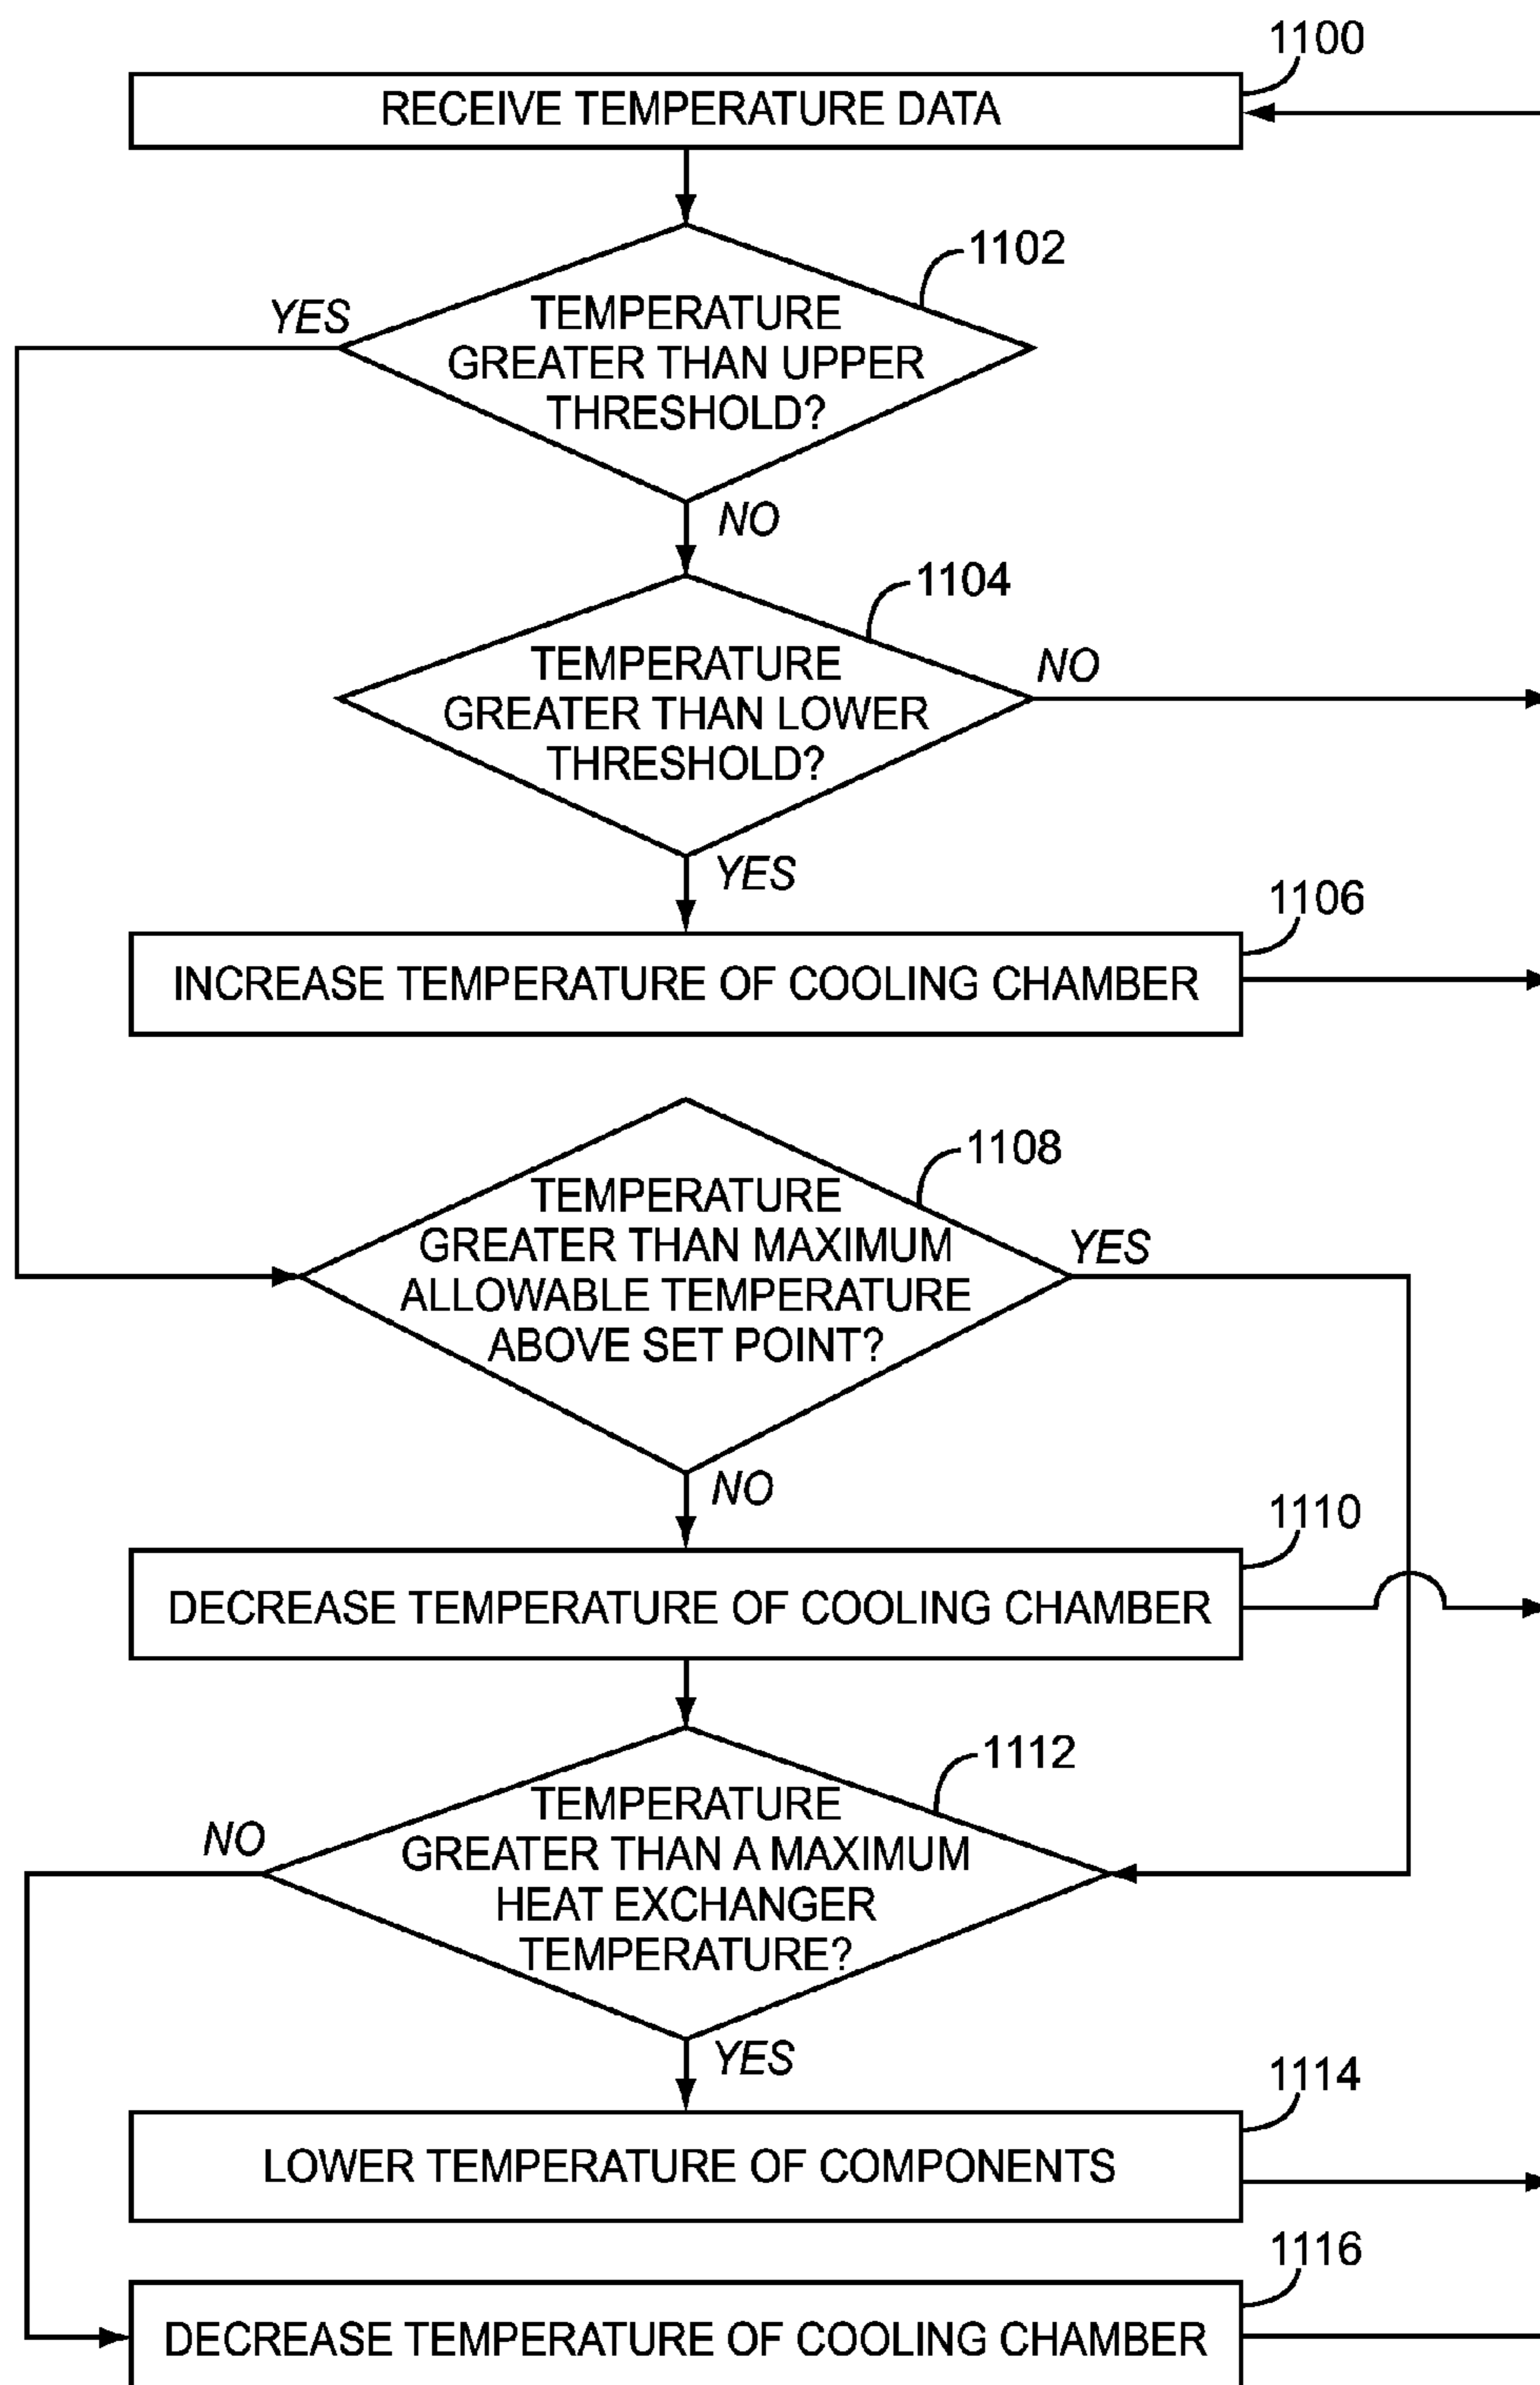 1100
RECEIVE TEMPERATURE DATA
1102
YES
TEMPERATURE
GREATER THAN UPPER
THRESHOLD?
NO
1104
TEMPERATURE
GREATER THAN LOWER
THRESHOLD?
NO
YES
1106
INCREASE TEMPERATURE OF COOLING CHAMBER
1108
TEMPERATURE
GREATER THAN MAXIMUM
ALLOWABLE TEMPERATURE
ABOVE SET POINT?
YES
NO
1110
DECREASE TEMPERATURE OF COOLING CHAMBER
1112
TEMPERATURE
GREATER THAN A MAXIMUM
HEAT EXCHANGER
TEMPERATURE?
NO
YES
1114
LOWER TEMPERATURE OF COMPONENTS
1116
DECREASE TEMPERATURE OF COOLING CHAMBER